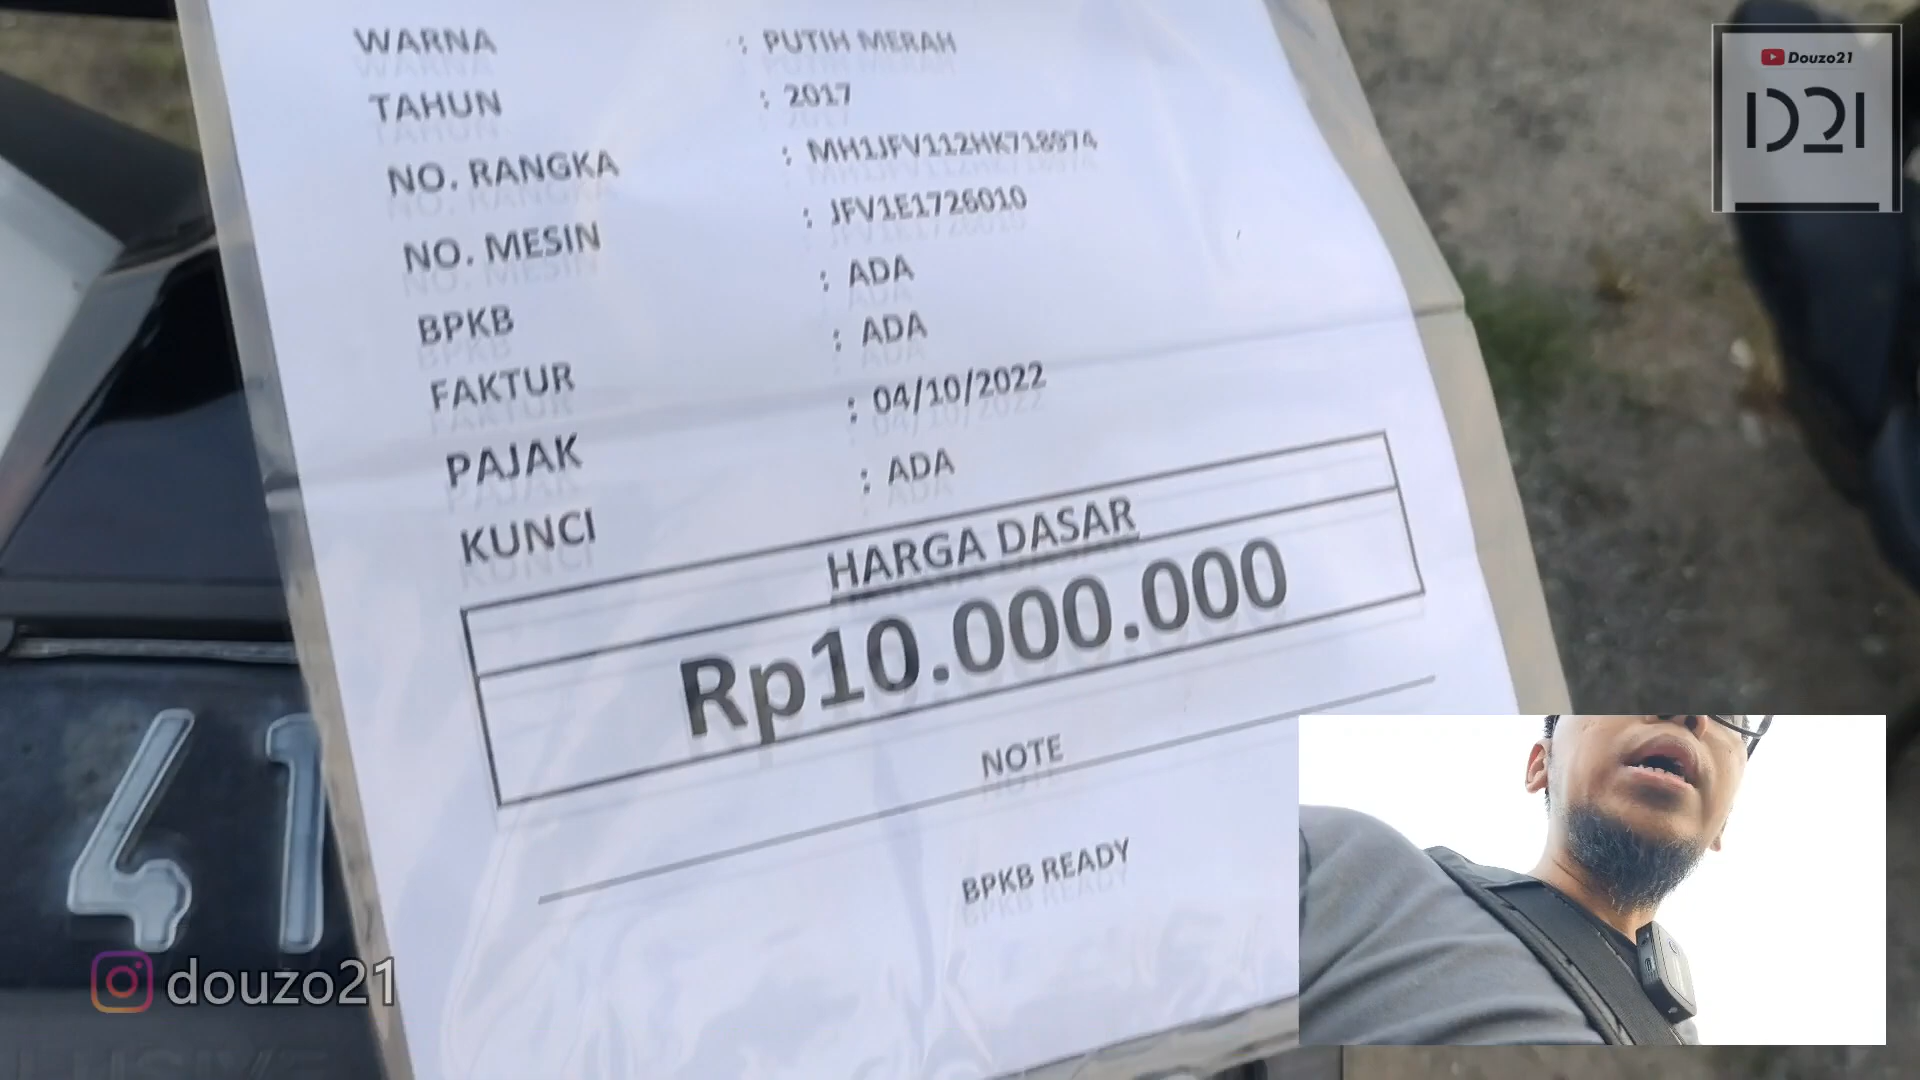 WARNA : PUTIH MERAH
TAHUN : 2017
NO. RANGKA : MH1JFV112HK718974
NO. MESIN : JFV1E1726010
BPKB : ADA
FAKTUR : ADA
PAJAK : 04/10/2022
KUNCI : ADA
HARGA DASAR
Rp10.000.000
NOTE
BPKB READY
41
Douzo21
D21
douzo21